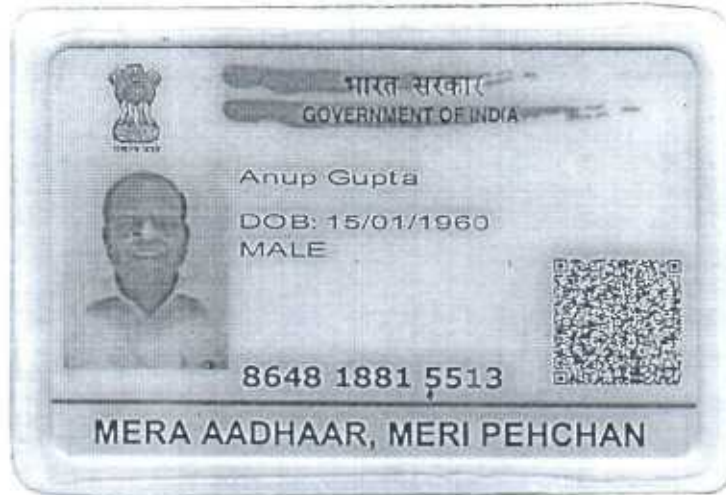 भारत सरकार
GOVERNMENT OF INDIA
Anup Gupta
DOB: 15/01/1960
MALE
8648 1881 5513
MERA AADHAAR, MERI PEHCHAN